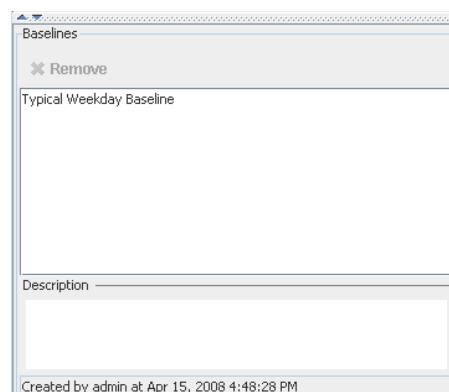 Baselines
Remove
Typical Weekday Baseline
Description
Created by admin at Apr 15, 2008 4:48:28 PM